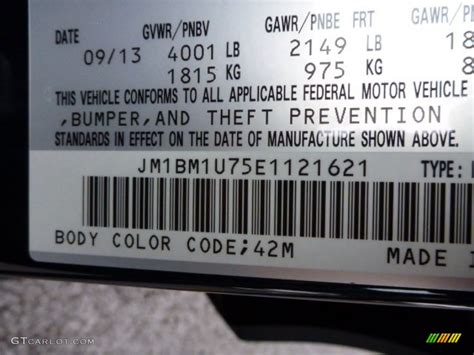 GVWR/PNBV GAWR/PNBE FRT GAWR/
DATE 09/13 4001 LB 2149 LB 18
1815 KG 975 KG 8
THIS VEHICLE CONFORMS TO ALL APPLICABLE FEDERAL MOTOR VEHICLE
,BUMPER,AND THEFT PREVENTION
STANDARDS IN EFFECT ON THE DATE OF MANUFACTURE SHOWN ABOVE.
JM1BM1U75E1121621 TYPE:
BODY COLOR CODE;42M MADE I
GTCARLOT.COM